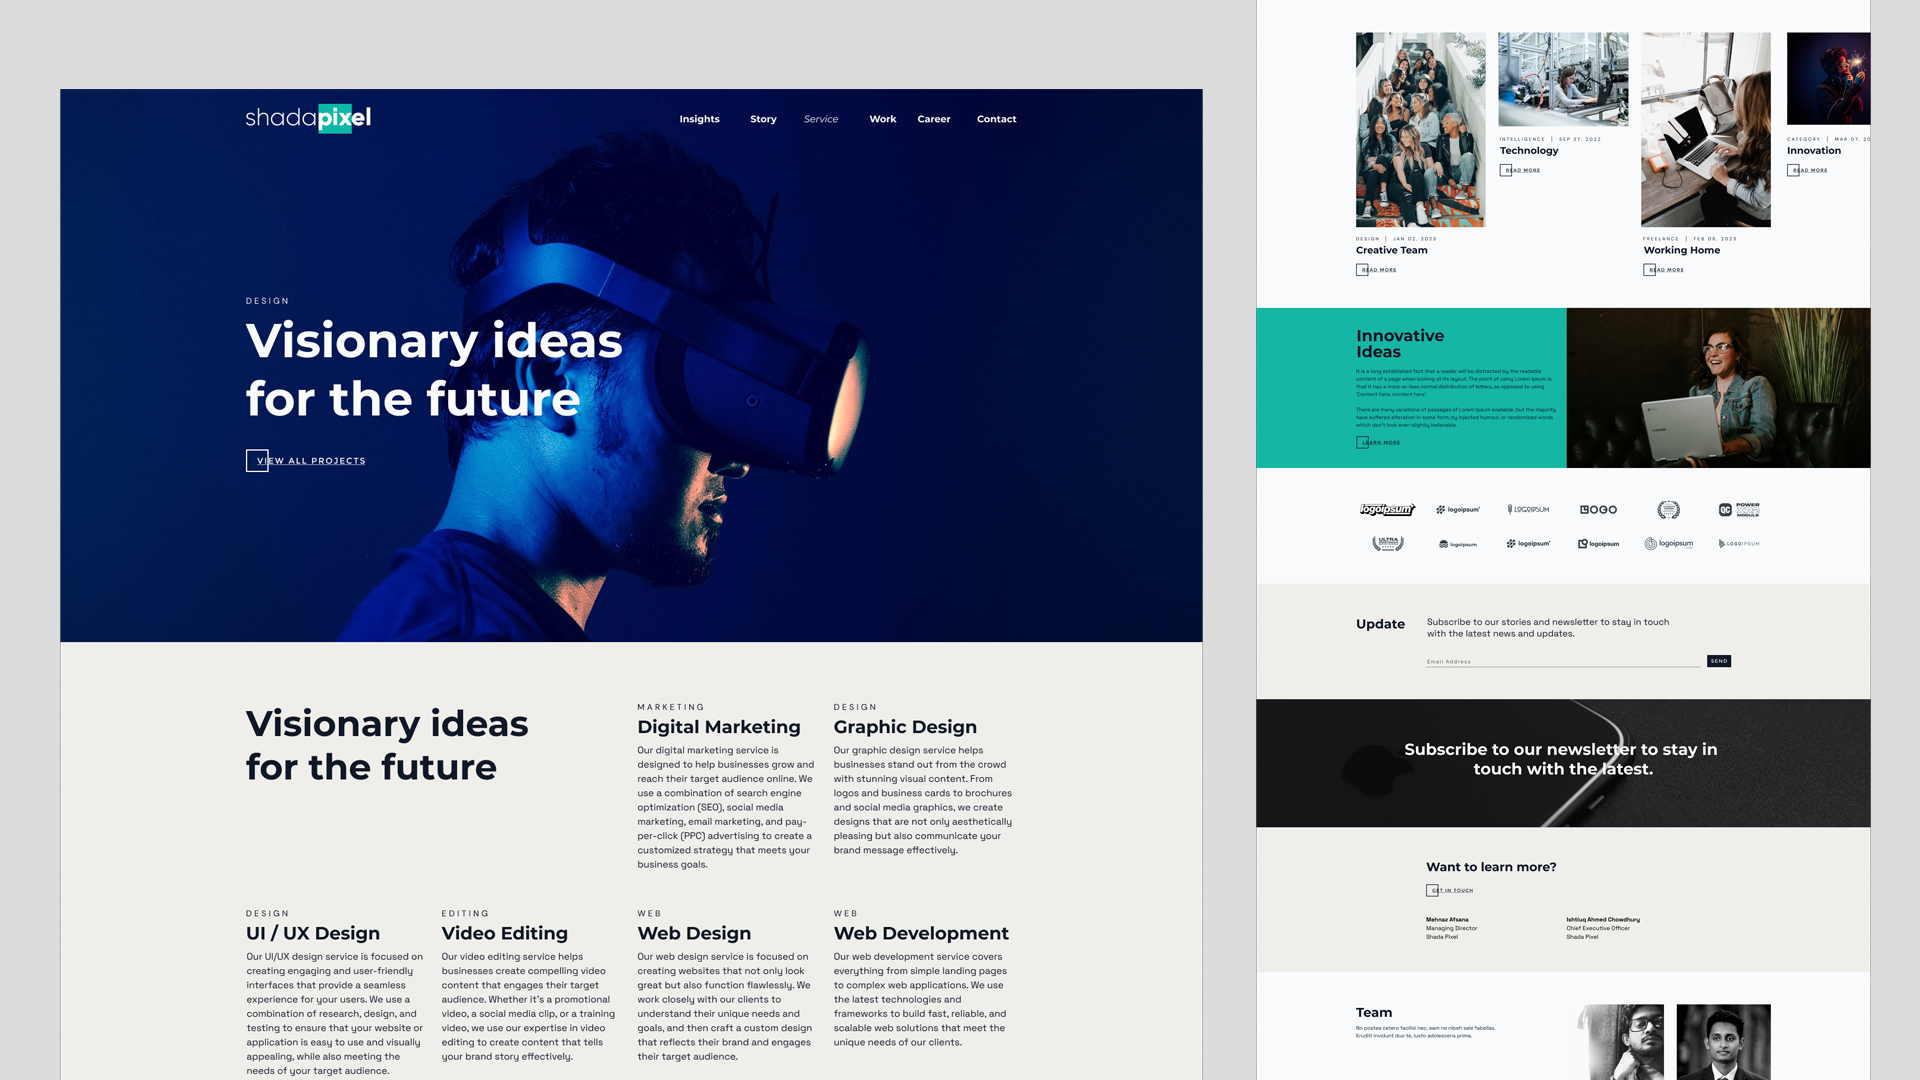 shadapixel
Insights Story Service Work Career Contact
DESIGN
Visionary ideas
for the future
VIEW ALL PROJECTS
Visionary ideas
for the future
MARKETING
Digital Marketing
Our digital marketing service is
designed to help businesses grow and
reach their target audience online. We
use a combination of search engine
optimization (SEO), social media
marketing, email marketing, and pay-
per-click (PPC) advertising to create a
customized strategy that meets your
business goals.
DESIGN
Graphic Design
Our graphic design service helps
businesses stand out from the crowd
with stunning visual content. From
logos and business cards to brochures
and social media graphics, we create
designs that are not only aesthetically
pleasing but also communicate your
brand message effectively.
DESIGN
UI / UX Design
Our UI/UX design service is focused on
creating engaging and user-friendly
interfaces that provide a seamless
experience for your users. We use a
combination of research, design, and
testing to ensure that your website or
application is easy to use and visually
appealing, while also meeting the
needs of your target audience.
EDITING
Video Editing
Our video editing service helps
businesses create compelling video
content that engages their target
audience. Whether it's a promotional
video, a social media clip, or a training
video, we use our expertise in video
editing to create content that tells
your brand story effectively.
WEB
Web Design
Our web design service is focused on
creating websites that not only look
great but also function flawlessly. We
work closely with our clients to
understand their unique needs and
goals, and then craft a custom design
that reflects their brand and engages
their target audience.
WEB
Web Development
Our web development service covers
everything from simple landing pages
to complex web applications. We use
the latest technologies and
frameworks to build fast, reliable, and
scalable web solutions that meet the
unique needs of our clients.
DESIGN | JAN 02, 2023
Creative Team
READ MORE
INTELLIGENCE | SEP 27, 2022
Technology
READ MORE
FREELANCE | FEB 08, 2023
Working Home
READ MORE
CATEGORY | MAR 07, 20
Innovation
READ MORE
Innovative
Ideas
It is a long established fact that a reader will be distracted by the readable
content of a page when looking at its layout. The point of using Lorem Ipsum is
that it has a more-or-less normal distribution of letters, as opposed to using
'Content here, content here'.
There are many variations of passages of Lorem Ipsum available, but the majority
have suffered alteration in some form, by injected humour, or randomised words
which don't look even slightly believable.
LEARN MORE
SAMSUNG
logoipsum logoipsum LOGOIPSUM LOGO QC POWER MODULE
ULTRA logoipsum logoipsum logoipsum logoipsum LOGOIPSUM
Update
Subscribe to our stories and newsletter to stay in touch
with the latest news and updates.
Email Address
SEND
Subscribe to our newsletter to stay in
touch with the latest.
Want to learn more?
GET IN TOUCH
Mehnaz Afsana
Managing Director
Shada Pixel
Ishtiuq Ahmed Chowdhury
Chief Executive Officer
Shada Pixel
Team
No postea cetero facilisi nec, eam ne nibeh sale fabellas.
Eruditi invidunt duo te, iusto adolescens prima.